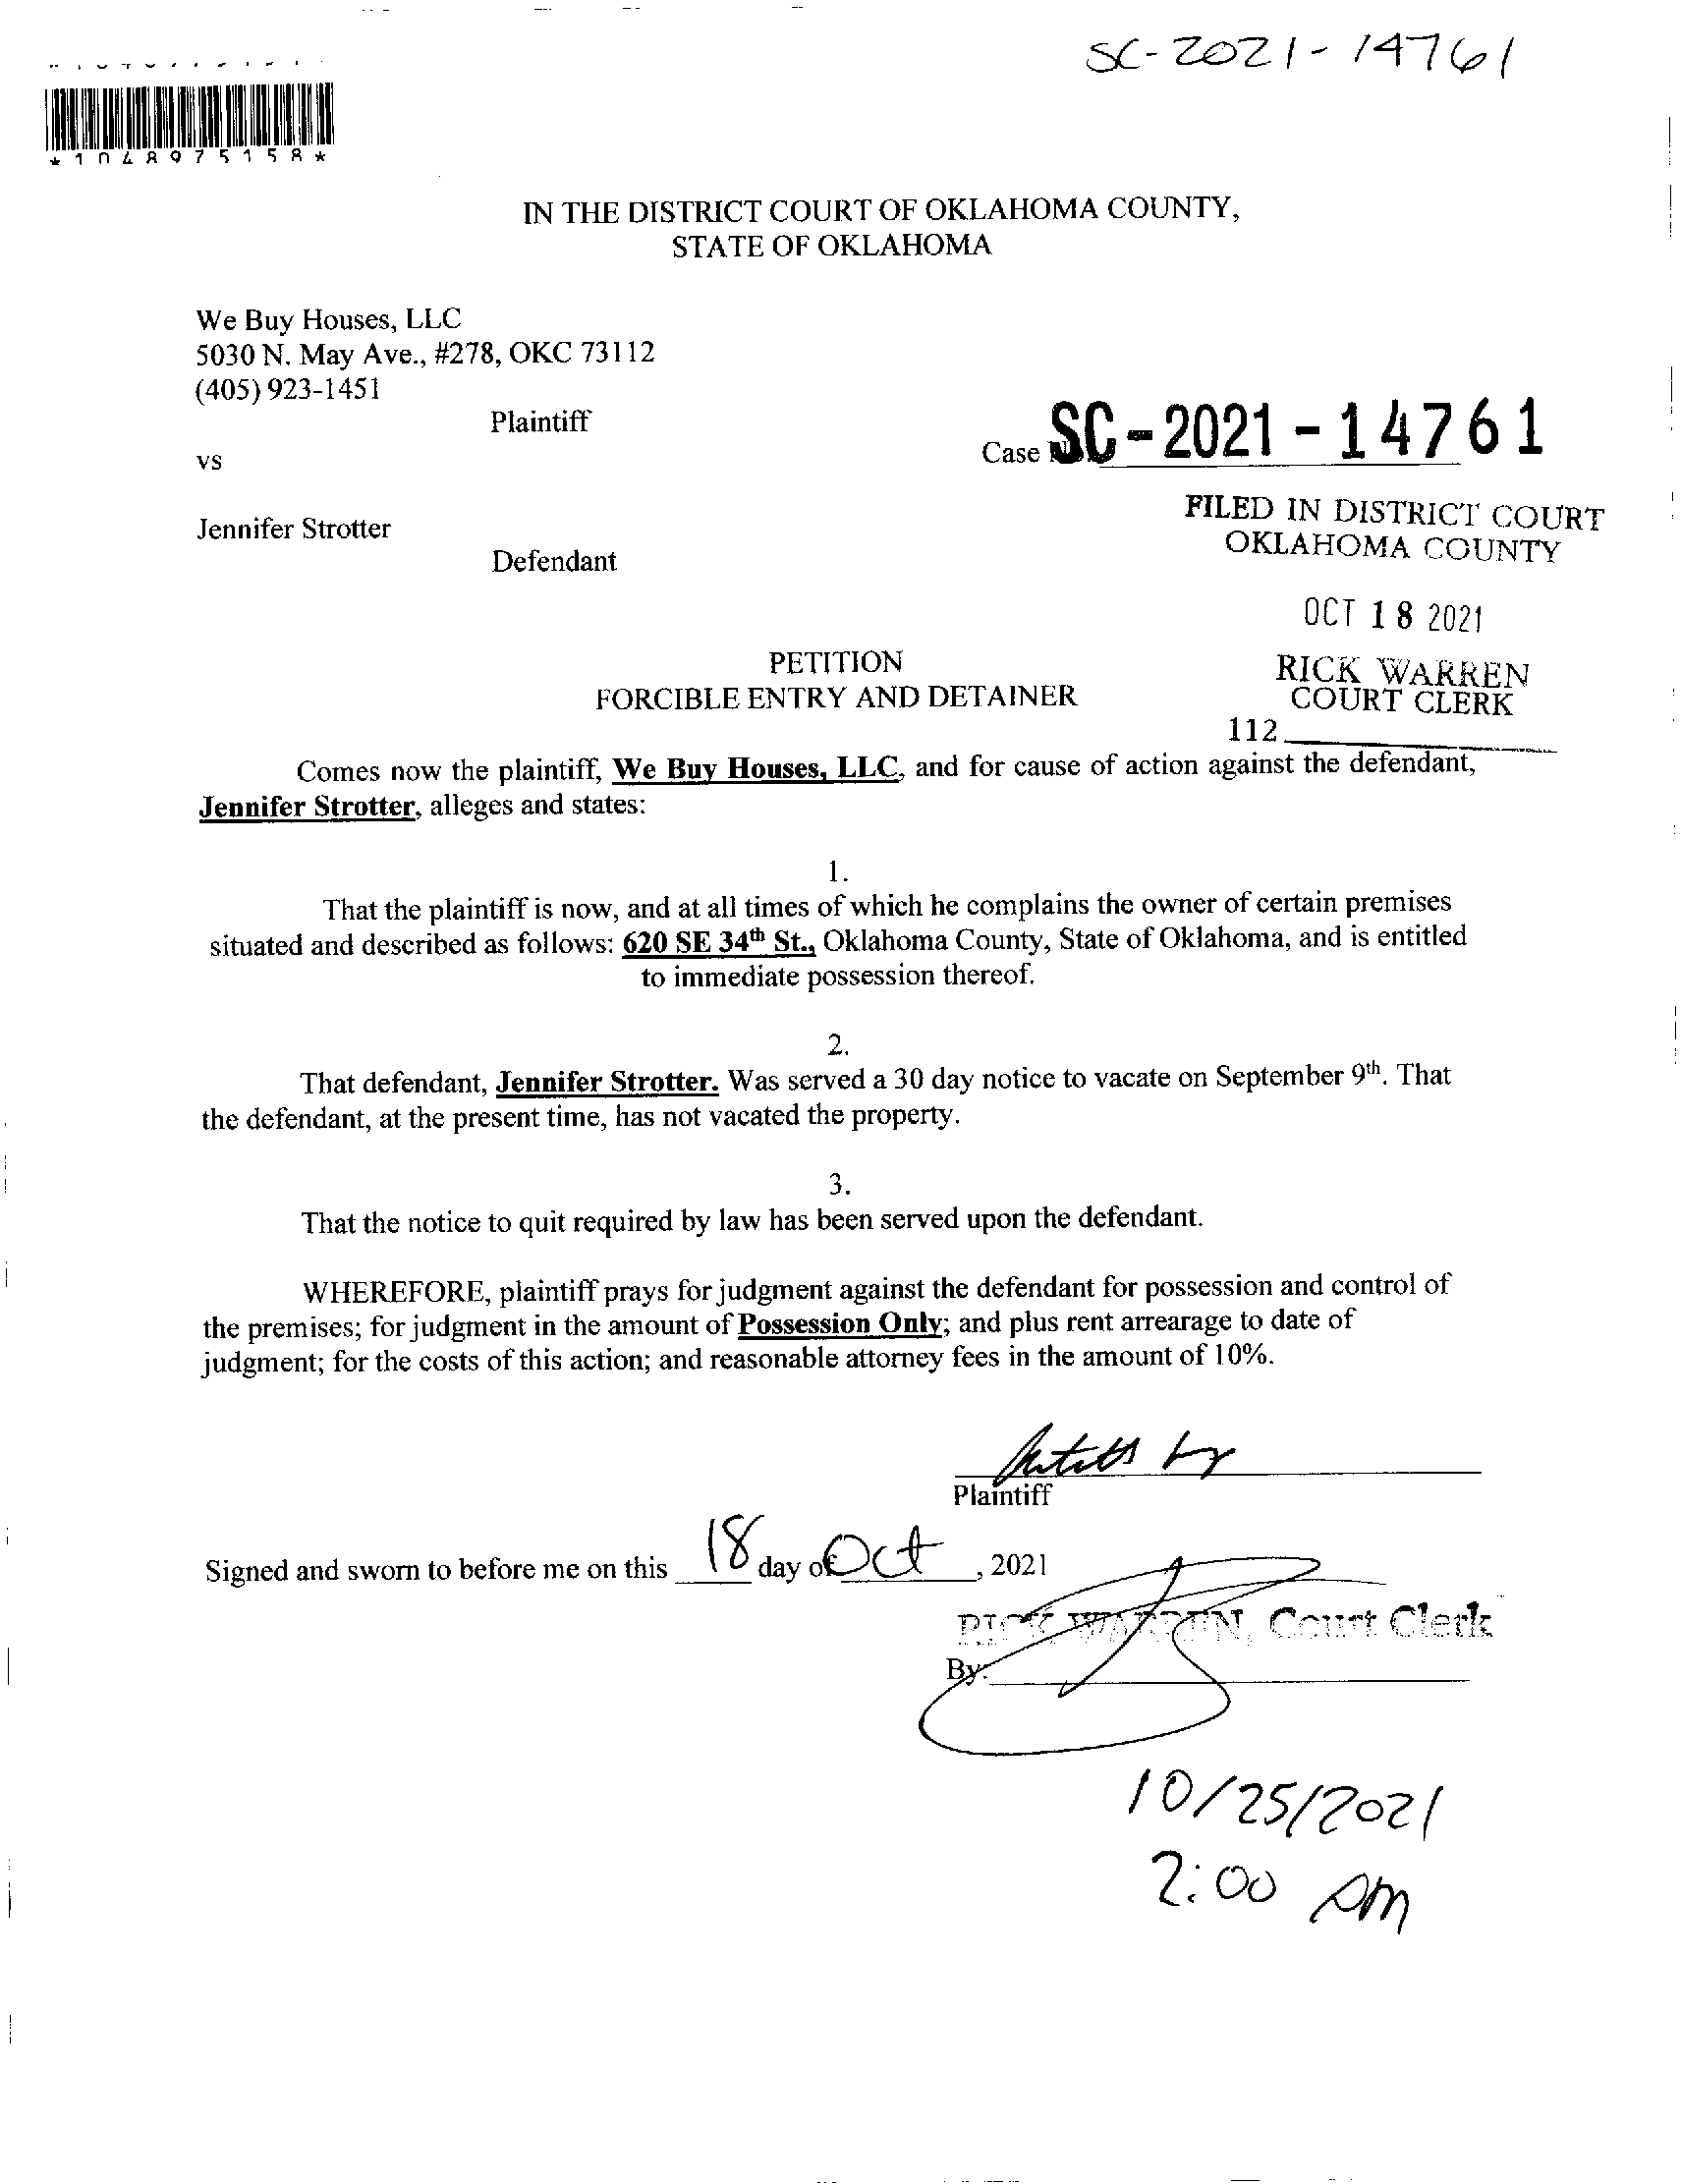 SC-2021-14761
*1048975158*
IN THE DISTRICT COURT OF OKLAHOMA COUNTY,
STATE OF OKLAHOMA
We Buy Houses, LLC
5030 N. May Ave., #278, OKC 73112
(405) 923-1451
Plaintiff
vs
Case SC-2021-14761
Jennifer Strotter
Defendant
FILED IN DISTRICT COURT
OKLAHOMA COUNTY
OCT 18 2021
RICK WARREN
COURT CLERK
112
PETITION
FORCIBLE ENTRY AND DETAINER
Comes now the plaintiff, We Buy Houses, LLC, and for cause of action against the defendant,
Jennifer Strotter, alleges and states:
1.
That the plaintiff is now, and at all times of which he complains the owner of certain premises
situated and described as follows: 620 SE 34th St., Oklahoma County, State of Oklahoma, and is entitled
to immediate possession thereof.
2.
That defendant, Jennifer Strotter. Was served a 30 day notice to vacate on September 9th. That
the defendant, at the present time, has not vacated the property.
3.
That the notice to quit required by law has been served upon the defendant.
WHEREFORE, plaintiff prays for judgment against the defendant for possession and control of
the premises; for judgment in the amount of Possession Only; and plus rent arrearage to date of
judgment; for the costs of this action; and reasonable attorney fees in the amount of 10%.
Plaintiff
Signed and sworn to before me on this 18 day of Oct, 2021
RICK WARREN, Court Clerk
By:
10/25/2021
2:00 pm